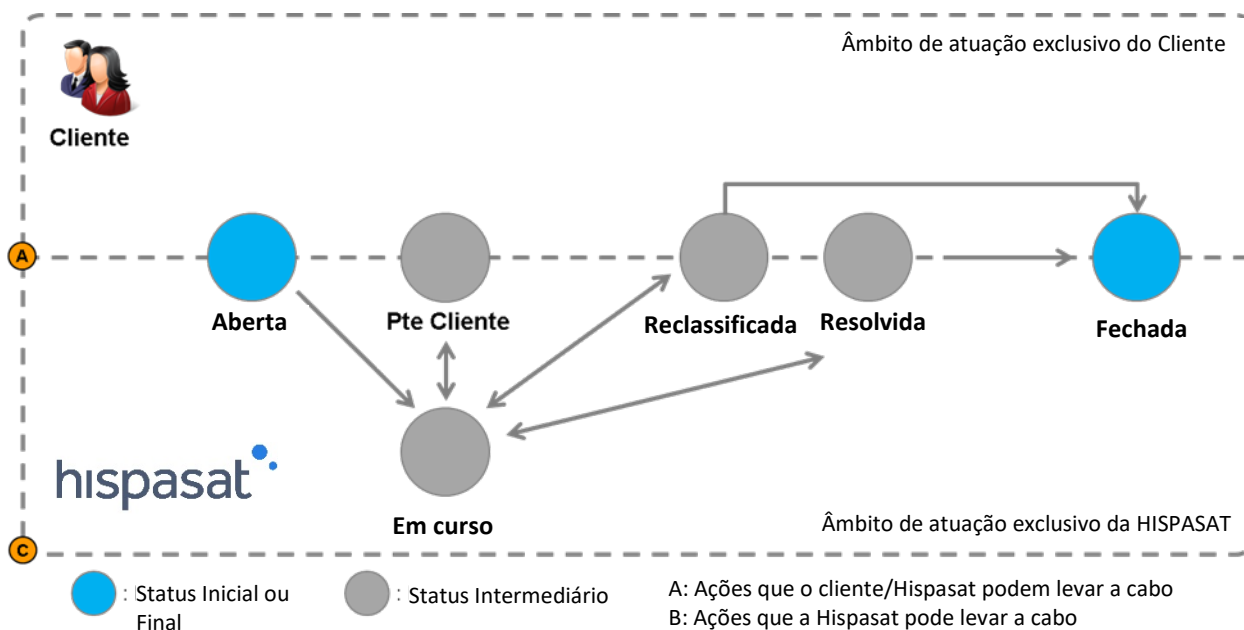 Âmbito de atuação exclusivo do Cliente
Cliente
A
Aberta
Pte Cliente
Reclassificada
Resolvida
Fechada
hispasat
Em curso
Âmbito de atuação exclusivo da HISPASAT
C
: Status Inicial ou
Final
: Status Intermediário
A: Ações que o cliente/Hispasat podem levar a cabo
B: Ações que a Hispasat pode levar a cabo